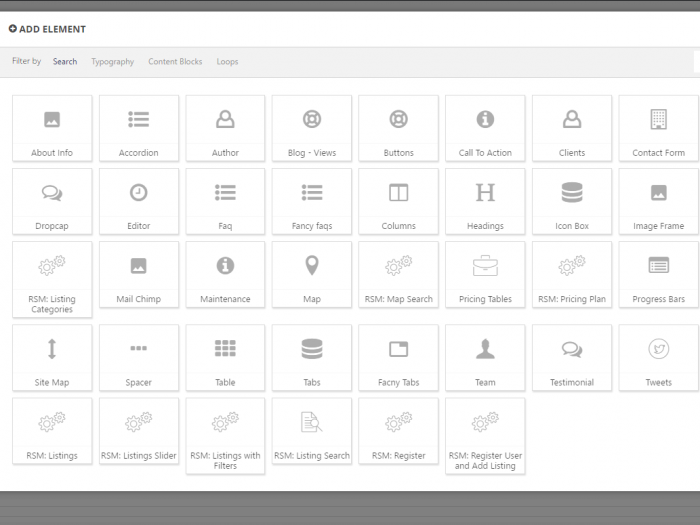 ADD ELEMENT
Filter by Search Typography Content Blocks Loops
About Info Accordion Author Blog - Views Buttons Call To Action Clients Contact Form
Dropcap Editor Faq Fancy faqs Columns Headings Icon Box Image Frame
RSM: Listing Categories Mail Chimp Maintenance Map RSM: Map Search Pricing Tables RSM: Pricing Plan Progress Bars
Site Map Spacer Table Tabs Facny Tabs Team Testimonial Tweets
RSM: Listings RSM: Listings Slider RSM: Listings with Filters RSM: Listing Search RSM: Register RSM: Register User and Add Listing